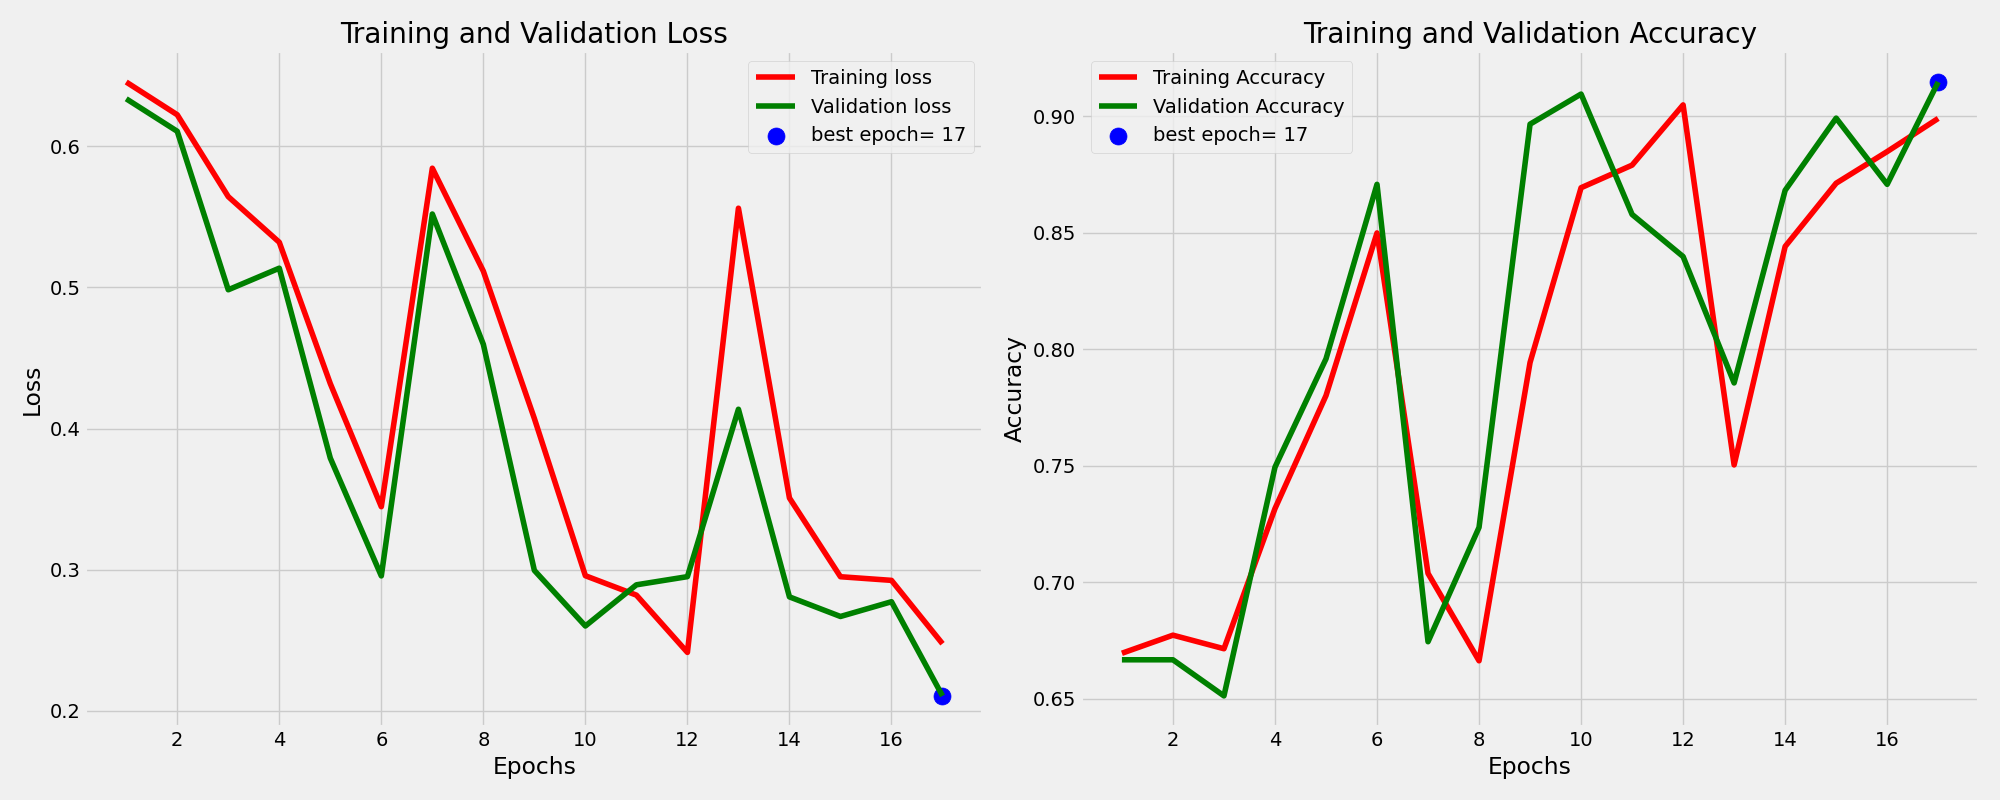 Training and Validation Loss
Training loss
Validation loss
best epoch= 17
0.6
0.5
0.4
0.3
0.2
Loss
2 4 6 8 10 12 14 16
Epochs
Training and Validation Accuracy
Training Accuracy
Validation Accuracy
best epoch= 17
0.90
0.85
0.80
0.75
0.70
0.65
Accuracy
2 4 6 8 10 12 14 16
Epochs